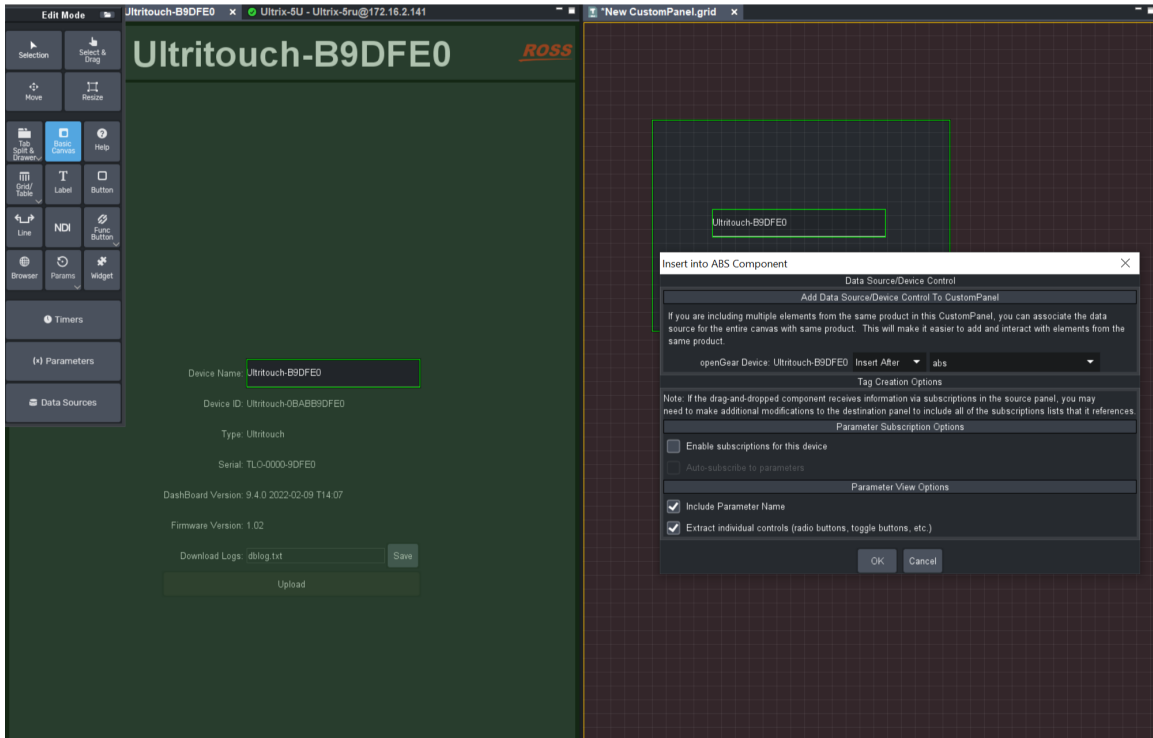 Edit Mode
Selection
Select & Drag
Move
Resize
Tab Split & Drawer
Basic Canvas
Help
Grid/ Table
Label
Button
Line
NDI
Func Button
Browser
Params
Widget
Timers
Parameters
Data Sources
Ultritouch-B9DFE0
Ultrix-5U - Ultrix-5ru@172.16.2.141
Ultritouch-B9DFE0
ROSS
Device Name: Ultritouch-B9DFE0
Device ID: Ultritouch-0BABB9DFE0
Type: Ultritouch
Serial: TLO-0000-9DFE0
DashBoard Version: 9.4.0 2022-02-09 T14:07
Firmware Version: 1.02
Download Logs: dblog.txt Save
Upload
*New CustomPanel.grid
Ultritouch-B9DFE0
Insert into ABS Component
Data Source/Device Control
Add Data Source/Device Control To CustomPanel
If you are including multiple elements from the same product in this CustomPanel, you can associate the data
source for the entire canvas with same product. This will make it easier to add and interact with elements from the
same product.
openGear Device: Ultritouch-B9DFE0 Insert After abs
Tag Creation Options
Note: If the drag-and-dropped component receives information via subscriptions in the source panel, you may
need to make additional modifications to the destination panel to include all of the subscriptions lists that it references.
Parameter Subscription Options
Enable subscriptions for this device
Auto-subscribe to parameters
Parameter View Options
Include Parameter Name
Extract individual controls (radio buttons, toggle buttons, etc.)
OK Cancel